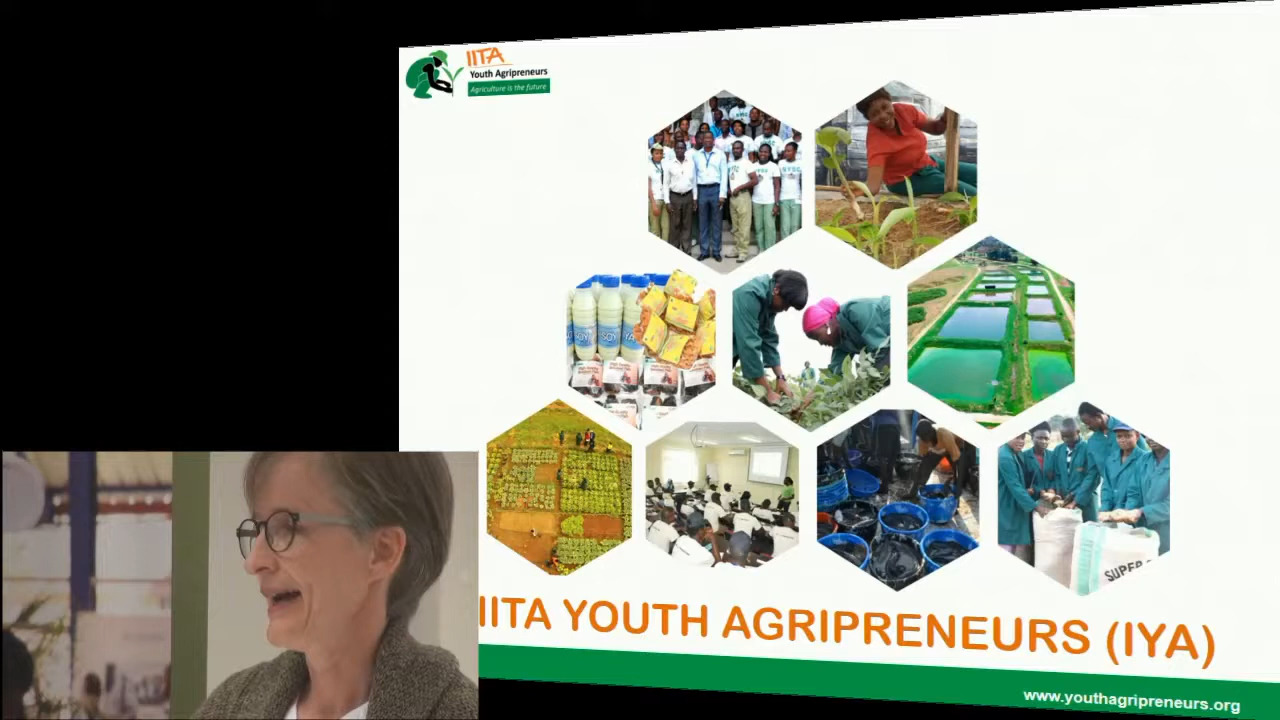 IITA
Youth Agripreneurs
Agriculture is the future
SOY
SUPER
IITA YOUTH AGRIPRENEURS (IYA)
www.youthagripreneurs.org